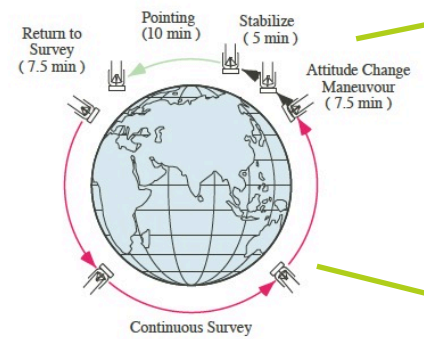 Pointing
(10 min)
Stabilize
( 5 min )
Return to
Survey
( 7.5 min )
Attitude Change
Maneuvour
( 7.5 min )
Continuous Survey